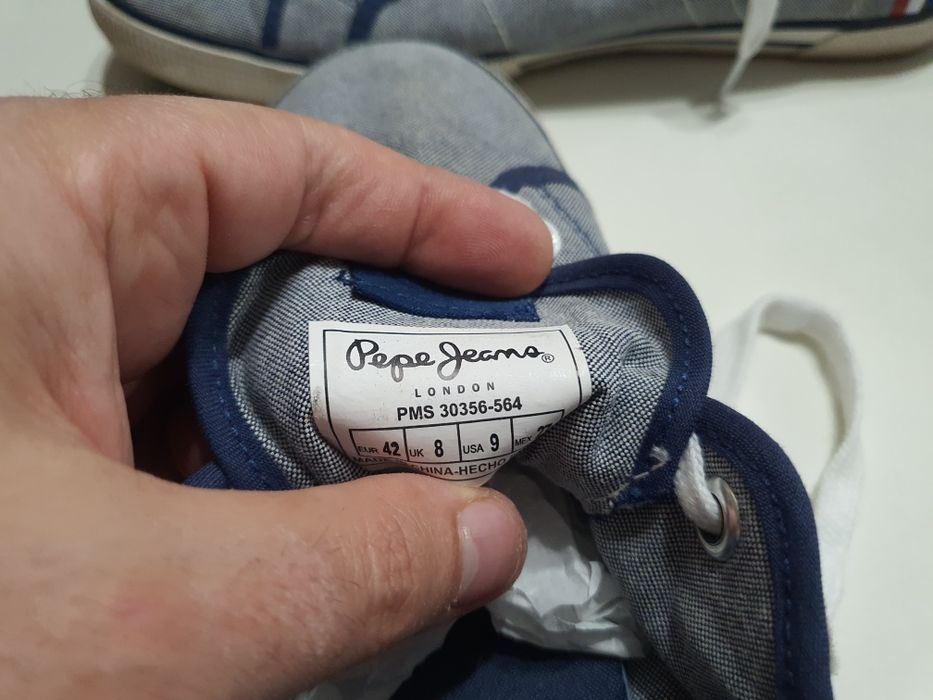 Pepe Jeans®
LONDON
PMS 30356-564
EUR 42 UK 8 USA 9 MEX
CHINA-HECHO